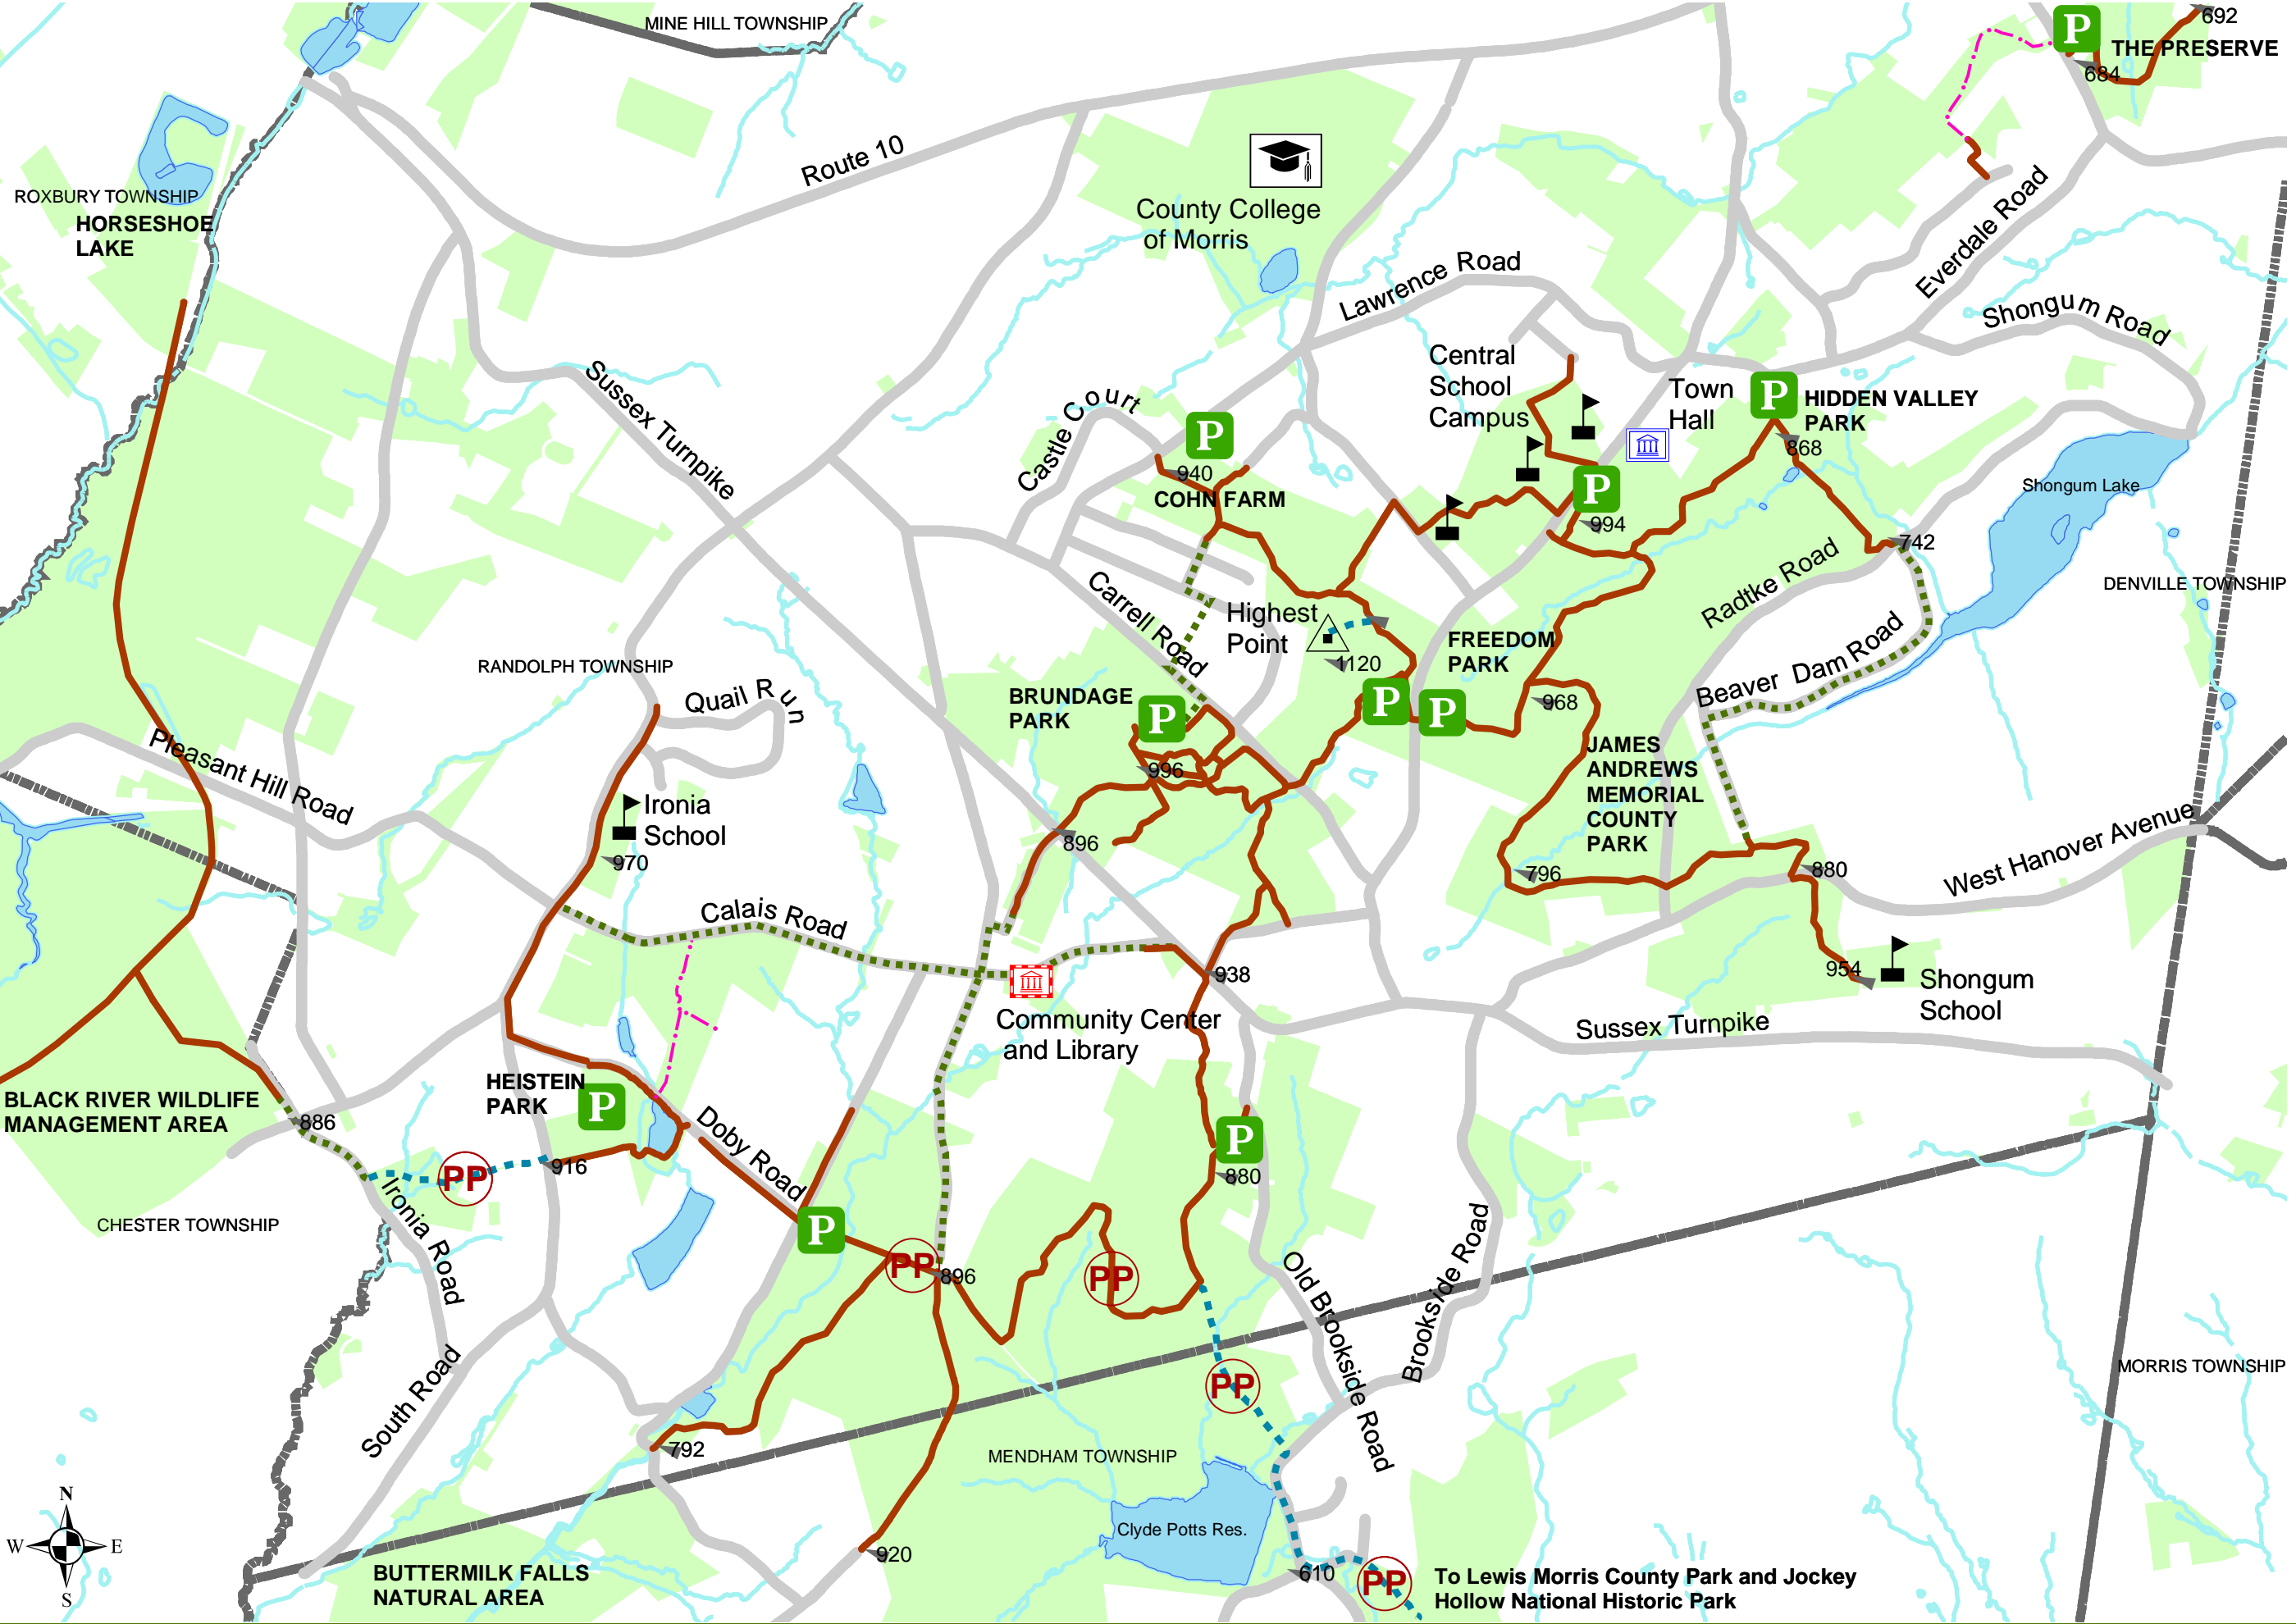 MINE HILL TOWNSHIP
692
P
THE PRESERVE
684
Route 10
ROXBURY TOWNSHIP
HORSESHOE
LAKE
County College
of Morris
Everdale Road
Lawrence Road
Shongum Road
Central
School
Campus
Town
Hall
P
HIDDEN VALLEY
PARK
868
Sussex Turnpike
Castle Court
P
940
COHN FARM
P
994
Shongum Lake
742
DENVILLE TOWNSHIP
Radtke Road
Carrell Road
Highest
Point
1120
FREEDOM
PARK
RANDOLPH TOWNSHIP
Quail Run
BRUNDAGE
PARK
P
996
P
P
968
Beaver Dam Road
JAMES
ANDREWS
MEMORIAL
COUNTY
PARK
Pleasant Hill Road
Ironia
School
970
896
796
880
West Hanover Avenue
Calais Road
938
954
Shongum
School
Community Center
and Library
Sussex Turnpike
BLACK RIVER WILDLIFE
MANAGEMENT AREA
886
HEISTEIN
PARK
P
Doby Road
916
PP
P
880
CHESTER TOWNSHIP
Ironia Road
P
PP
896
PP
Old Brookside Road
Brookside Road
South Road
792
PP
MORRIS TOWNSHIP
MENDHAM TOWNSHIP
Clyde Potts Res.
920
610
PP
N
W
E
S
BUTTERMILK FALLS
NATURAL AREA
To Lewis Morris County Park and Jockey
Hollow National Historic Park